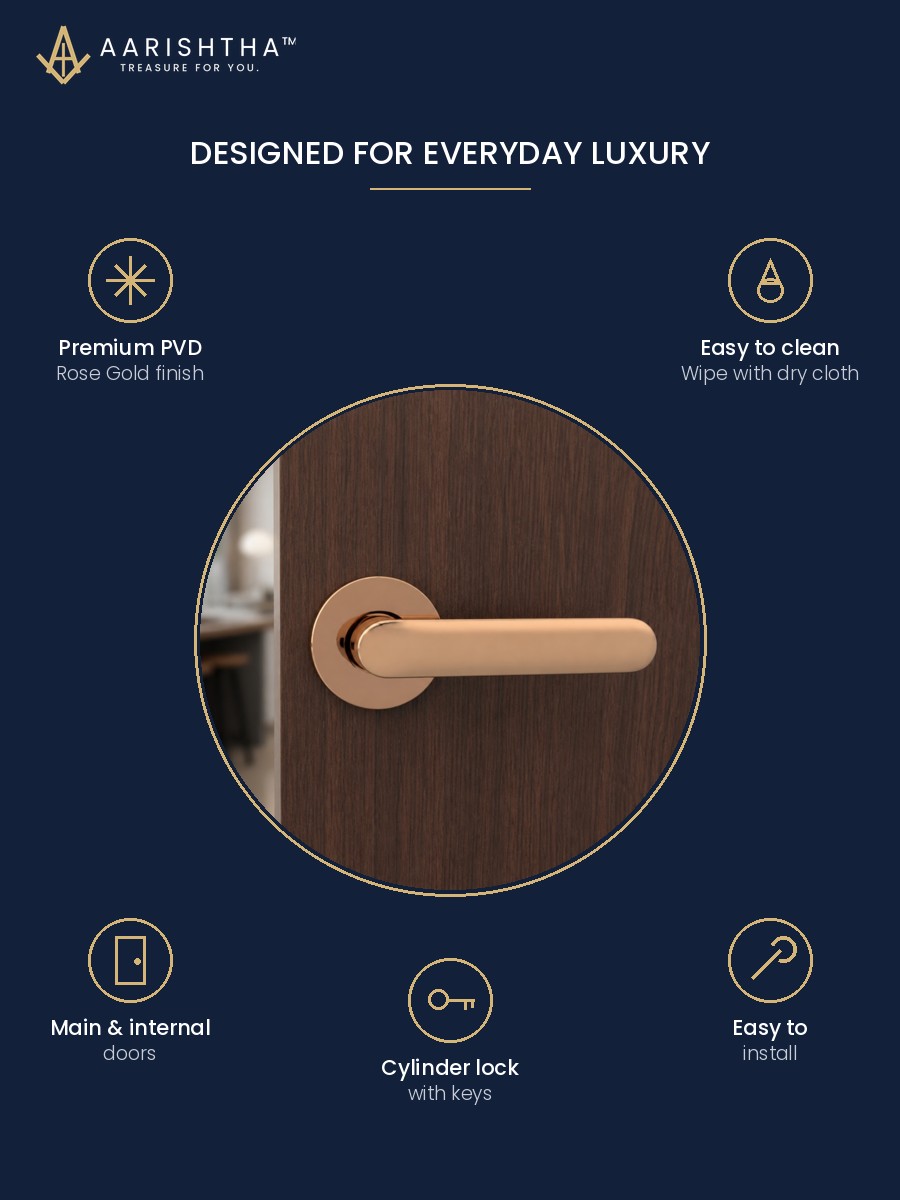 AARISHTHA™
TREASURE FOR YOU.
DESIGNED FOR EVERYDAY LUXURY
Premium PVD
Rose Gold finish
Easy to clean
Wipe with dry cloth
Main & internal
doors
Cylinder lock
with keys
Easy to
install